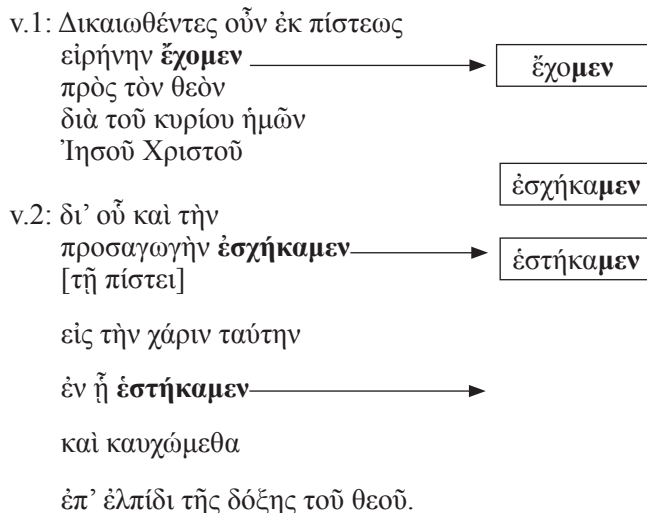 v.1: Δικαιωθέντες οὖν ἐκ πίστεως
εἰρήνην ἔχομεν
ἔχομεν
πρὸς τὸν θεὸν
διὰ τοῦ κυρίου ἡμῶν
Ἰησοῦ Χριστοῦ
ἐσχήκαμεν
v.2: δι’ οὗ καὶ τὴν
προσαγωγὴν ἐσχήκαμεν
ἑστήκαμεν
[τῇ πίστει]
εἰς τὴν χάριν ταύτην
ἐν ᾗ ἑστήκαμεν
καὶ καυχώμεθα
ἐπ’ ἐλπίδι τῆς δόξης τοῦ θεοῦ.